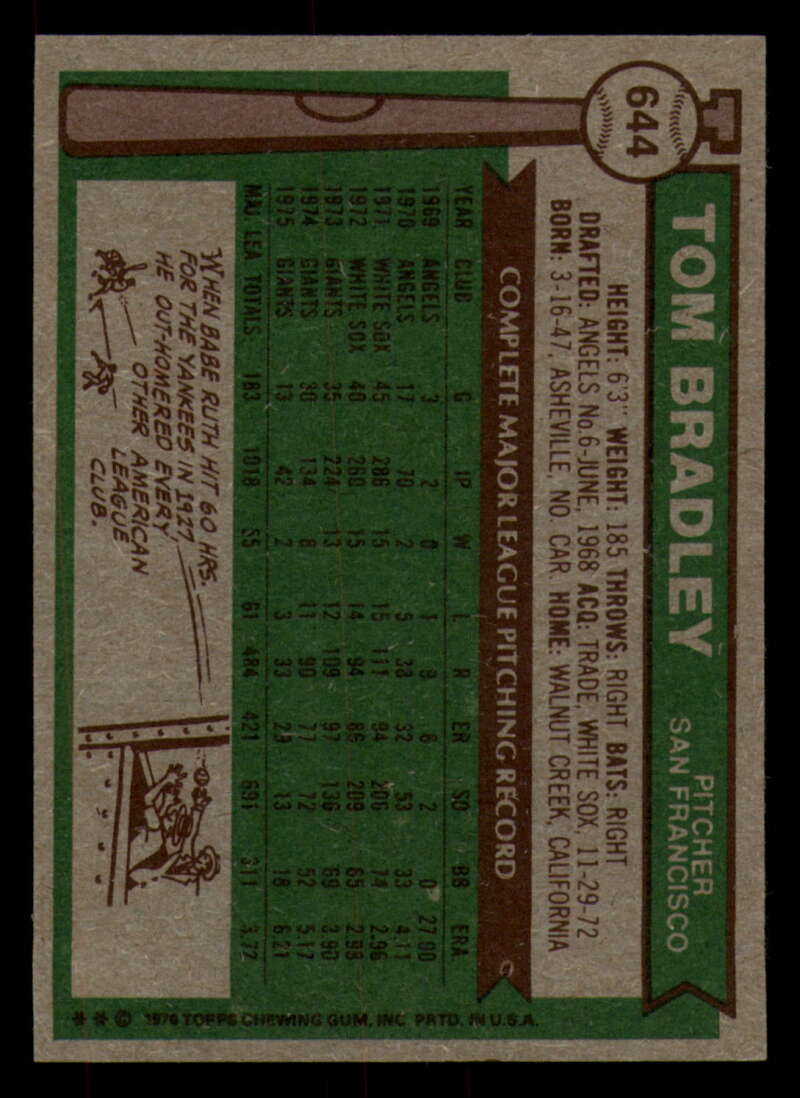 644
TOM BRADLEY
PITCHER
SAN FRANCISCO
HEIGHT: 6'3" WEIGHT: 185 THROWS: RIGHT BATS: RIGHT
DRAFTED: ANGELS No.6-JUNE, 1968 ACQ: TRADE, WHITE SOX, 11-29-72
BORN: 3-16-47, ASHEVILLE, NO. CAR. HOME: WALNUT CREEK, CALIFORNIA
COMPLETE MAJOR LEAGUE PITCHING RECORD
YEAR CLUB G IP W L R ER SO BB ERA
1969 ANGELS 3 2 0 1 8 6 2 0 27.00
1970 ANGELS 17 70 2 5 38 32 53 33 4.11
1971 WHITE SOX 45 286 15 15 111 94 206 74 2.96
1972 WHITE SOX 40 260 15 14 94 86 209 65 2.98
1973 GIANTS 35 224 13 12 109 97 136 69 3.90
1974 GIANTS 30 134 8 11 90 77 72 52 5.17
1975 GIANTS 13 42 2 3 33 29 13 18 6.21
MAJ LEA TOTALS 183 1018 55 61 484 421 691 311 3.72
WHEN BABE RUTH HIT 60 HRS.
FOR THE YANKEES IN 1927,
HE OUT-HOMERED EVERY
OTHER AMERICAN
LEAGUE
CLUB.
** © 1976 TOPPS CHEWING GUM, INC. PRTD. IN U.S.A.